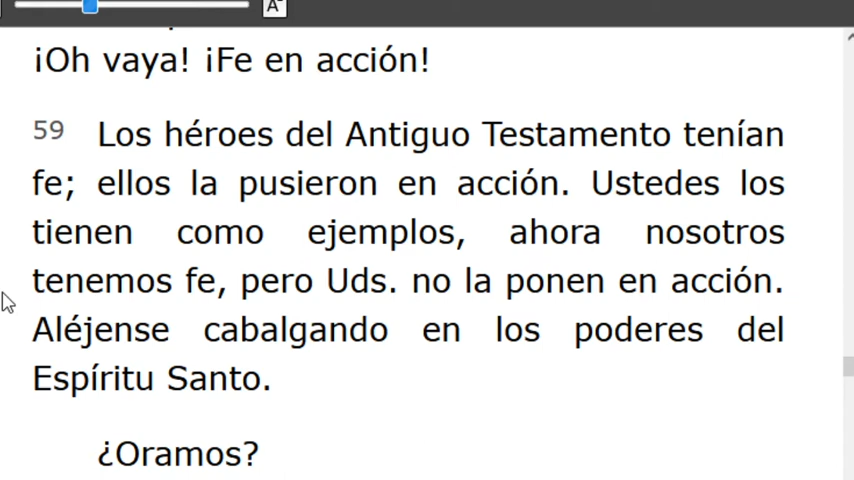 A
¡Oh vaya! ¡Fe en acción!
59 Los héroes del Antiguo Testamento tenían
fe; ellos la pusieron en acción. Ustedes los
tienen como ejemplos, ahora nosotros
tenemos fe, pero Uds. no la ponen en acción.
Aléjense cabalgando en los poderes del
Espíritu Santo.
¿Oramos?